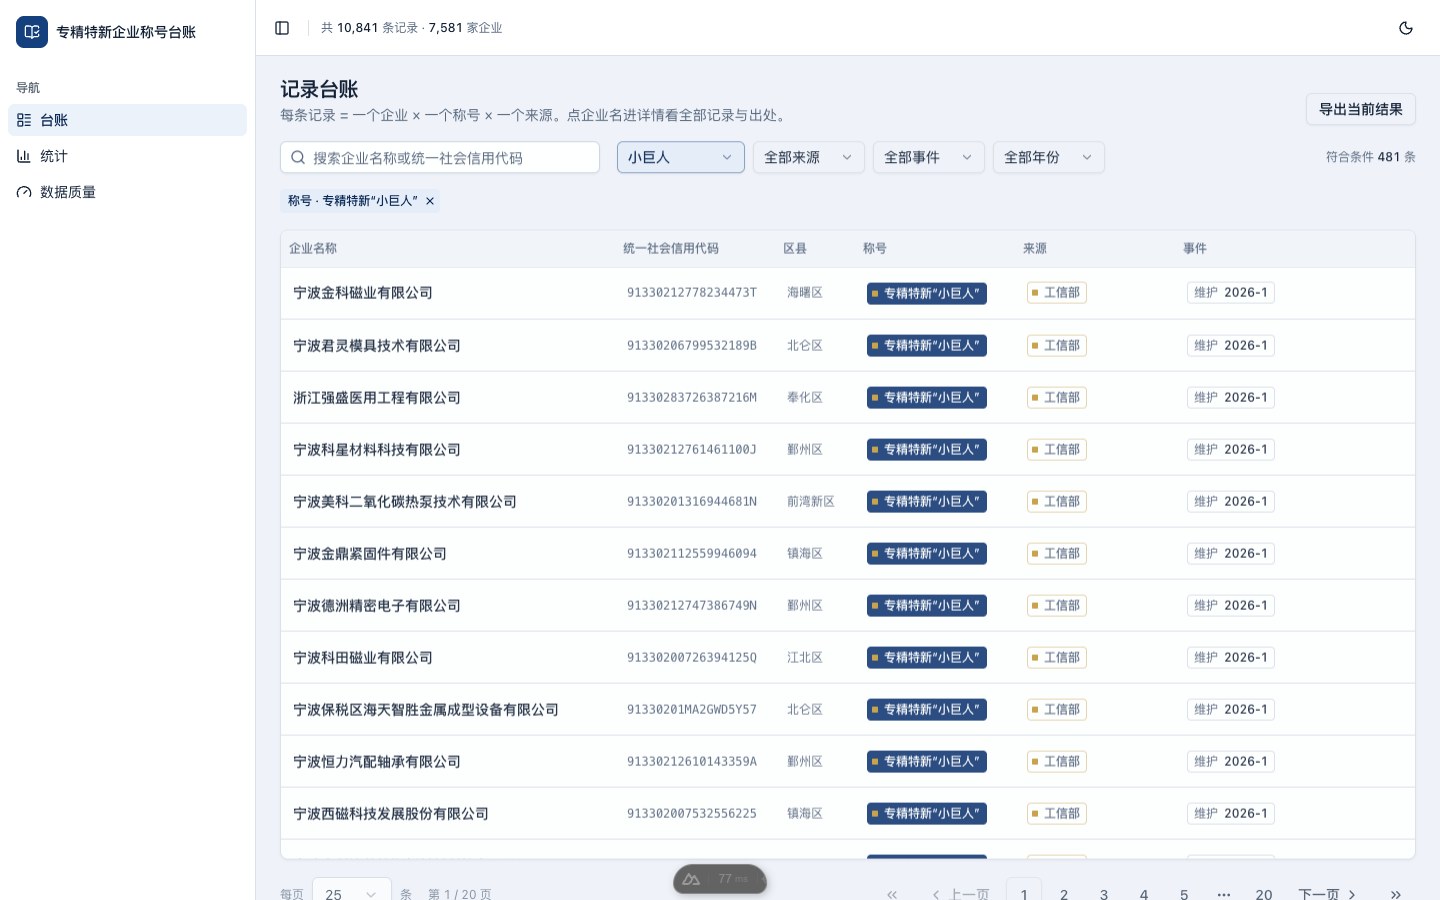 专精特新企业称号台账
共 10,841 条记录 · 7,581 家企业
导航
台账
统计
数据质量
记录台账
每条记录 = 一个企业 × 一个称号 × 一个来源。点企业名进详情看全部记录与出处。
导出当前结果
搜索企业名称或统一社会信用代码 小巨人 全部来源 全部事件 全部年份 符合条件 481 条
称号 · 专精特新“小巨人” ×
企业名称 统一社会信用代码 区县 称号 来源 事件
宁波金科磁业有限公司 91330212778234473T 海曙区 专精特新“小巨人” 工信部 维护 2026-1
宁波君灵模具技术有限公司 91330206799532189B 北仑区 专精特新“小巨人” 工信部 维护 2026-1
浙江强盛医用工程有限公司 91330283726387216M 奉化区 专精特新“小巨人” 工信部 维护 2026-1
宁波科星材料科技有限公司 91330212761461100J 鄞州区 专精特新“小巨人” 工信部 维护 2026-1
宁波美科二氧化碳热泵技术有限公司 91330201316944681N 前湾新区 专精特新“小巨人” 工信部 维护 2026-1
宁波金鼎紧固件有限公司 913302112559946094 镇海区 专精特新“小巨人” 工信部 维护 2026-1
宁波德洲精密电子有限公司 91330212747386749N 鄞州区 专精特新“小巨人” 工信部 维护 2026-1
宁波科田磁业有限公司 91330200726394125Q 江北区 专精特新“小巨人” 工信部 维护 2026-1
宁波保税区海天智胜金属成型设备有限公司 91330201MA2GWD5Y57 北仑区 专精特新“小巨人” 工信部 维护 2026-1
宁波恒力汽配轴承有限公司 91330212610143359A 鄞州区 专精特新“小巨人” 工信部 维护 2026-1
宁波西磁科技发展股份有限公司 913302007532556225 镇海区 专精特新“小巨人” 工信部 维护 2026-1
77 ms
每页 25 条 第 1 / 20 页 « ‹ 上一页 1 2 3 4 5 ··· 20 下一页 › »